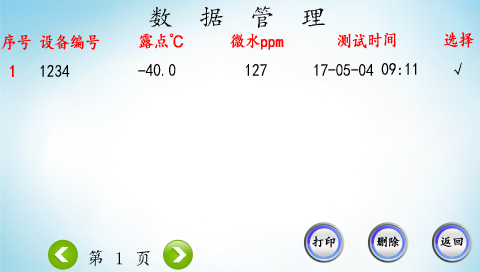 数 据 管 理
序号 设备编号 露点℃ 微水ppm 测试时间 选择
1 1234 -40.0 127 17-05-04 09:11 √
第 1 页 打印 删除 返回